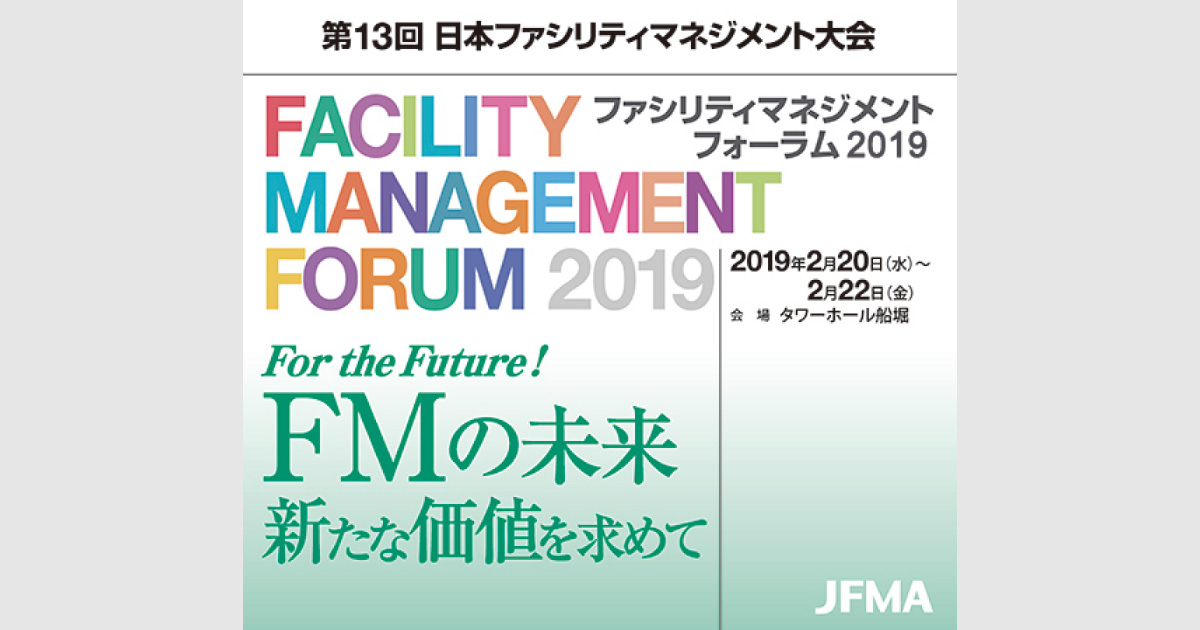 第13回 日本ファシリティマネジメント大会
FACILITY
MANAGEMENT
FORUM 2019
ファシリティマネジメント
フォーラム 2019
2019年2月20日（水）～
2月22日（金）
会 場 タワーホール船堀
For the Future!
FMの未来
新たな価値を求めて
JFMA